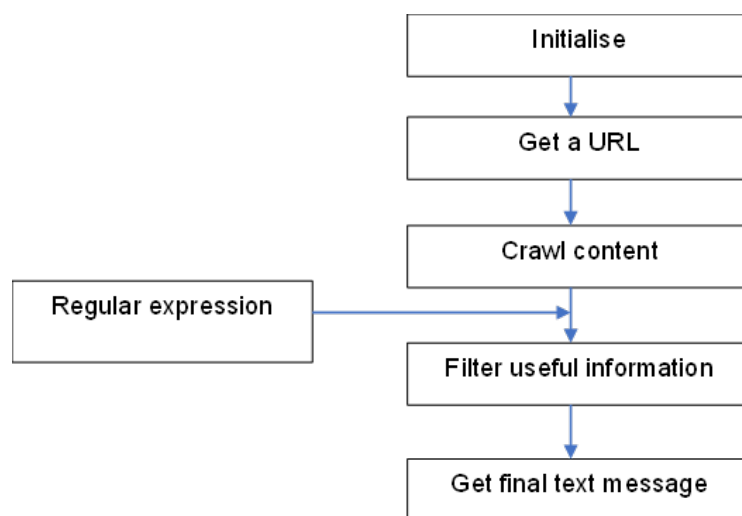 Initialise
Get a URL
Crawl content
Regular expression
Filter useful information
Get final text message